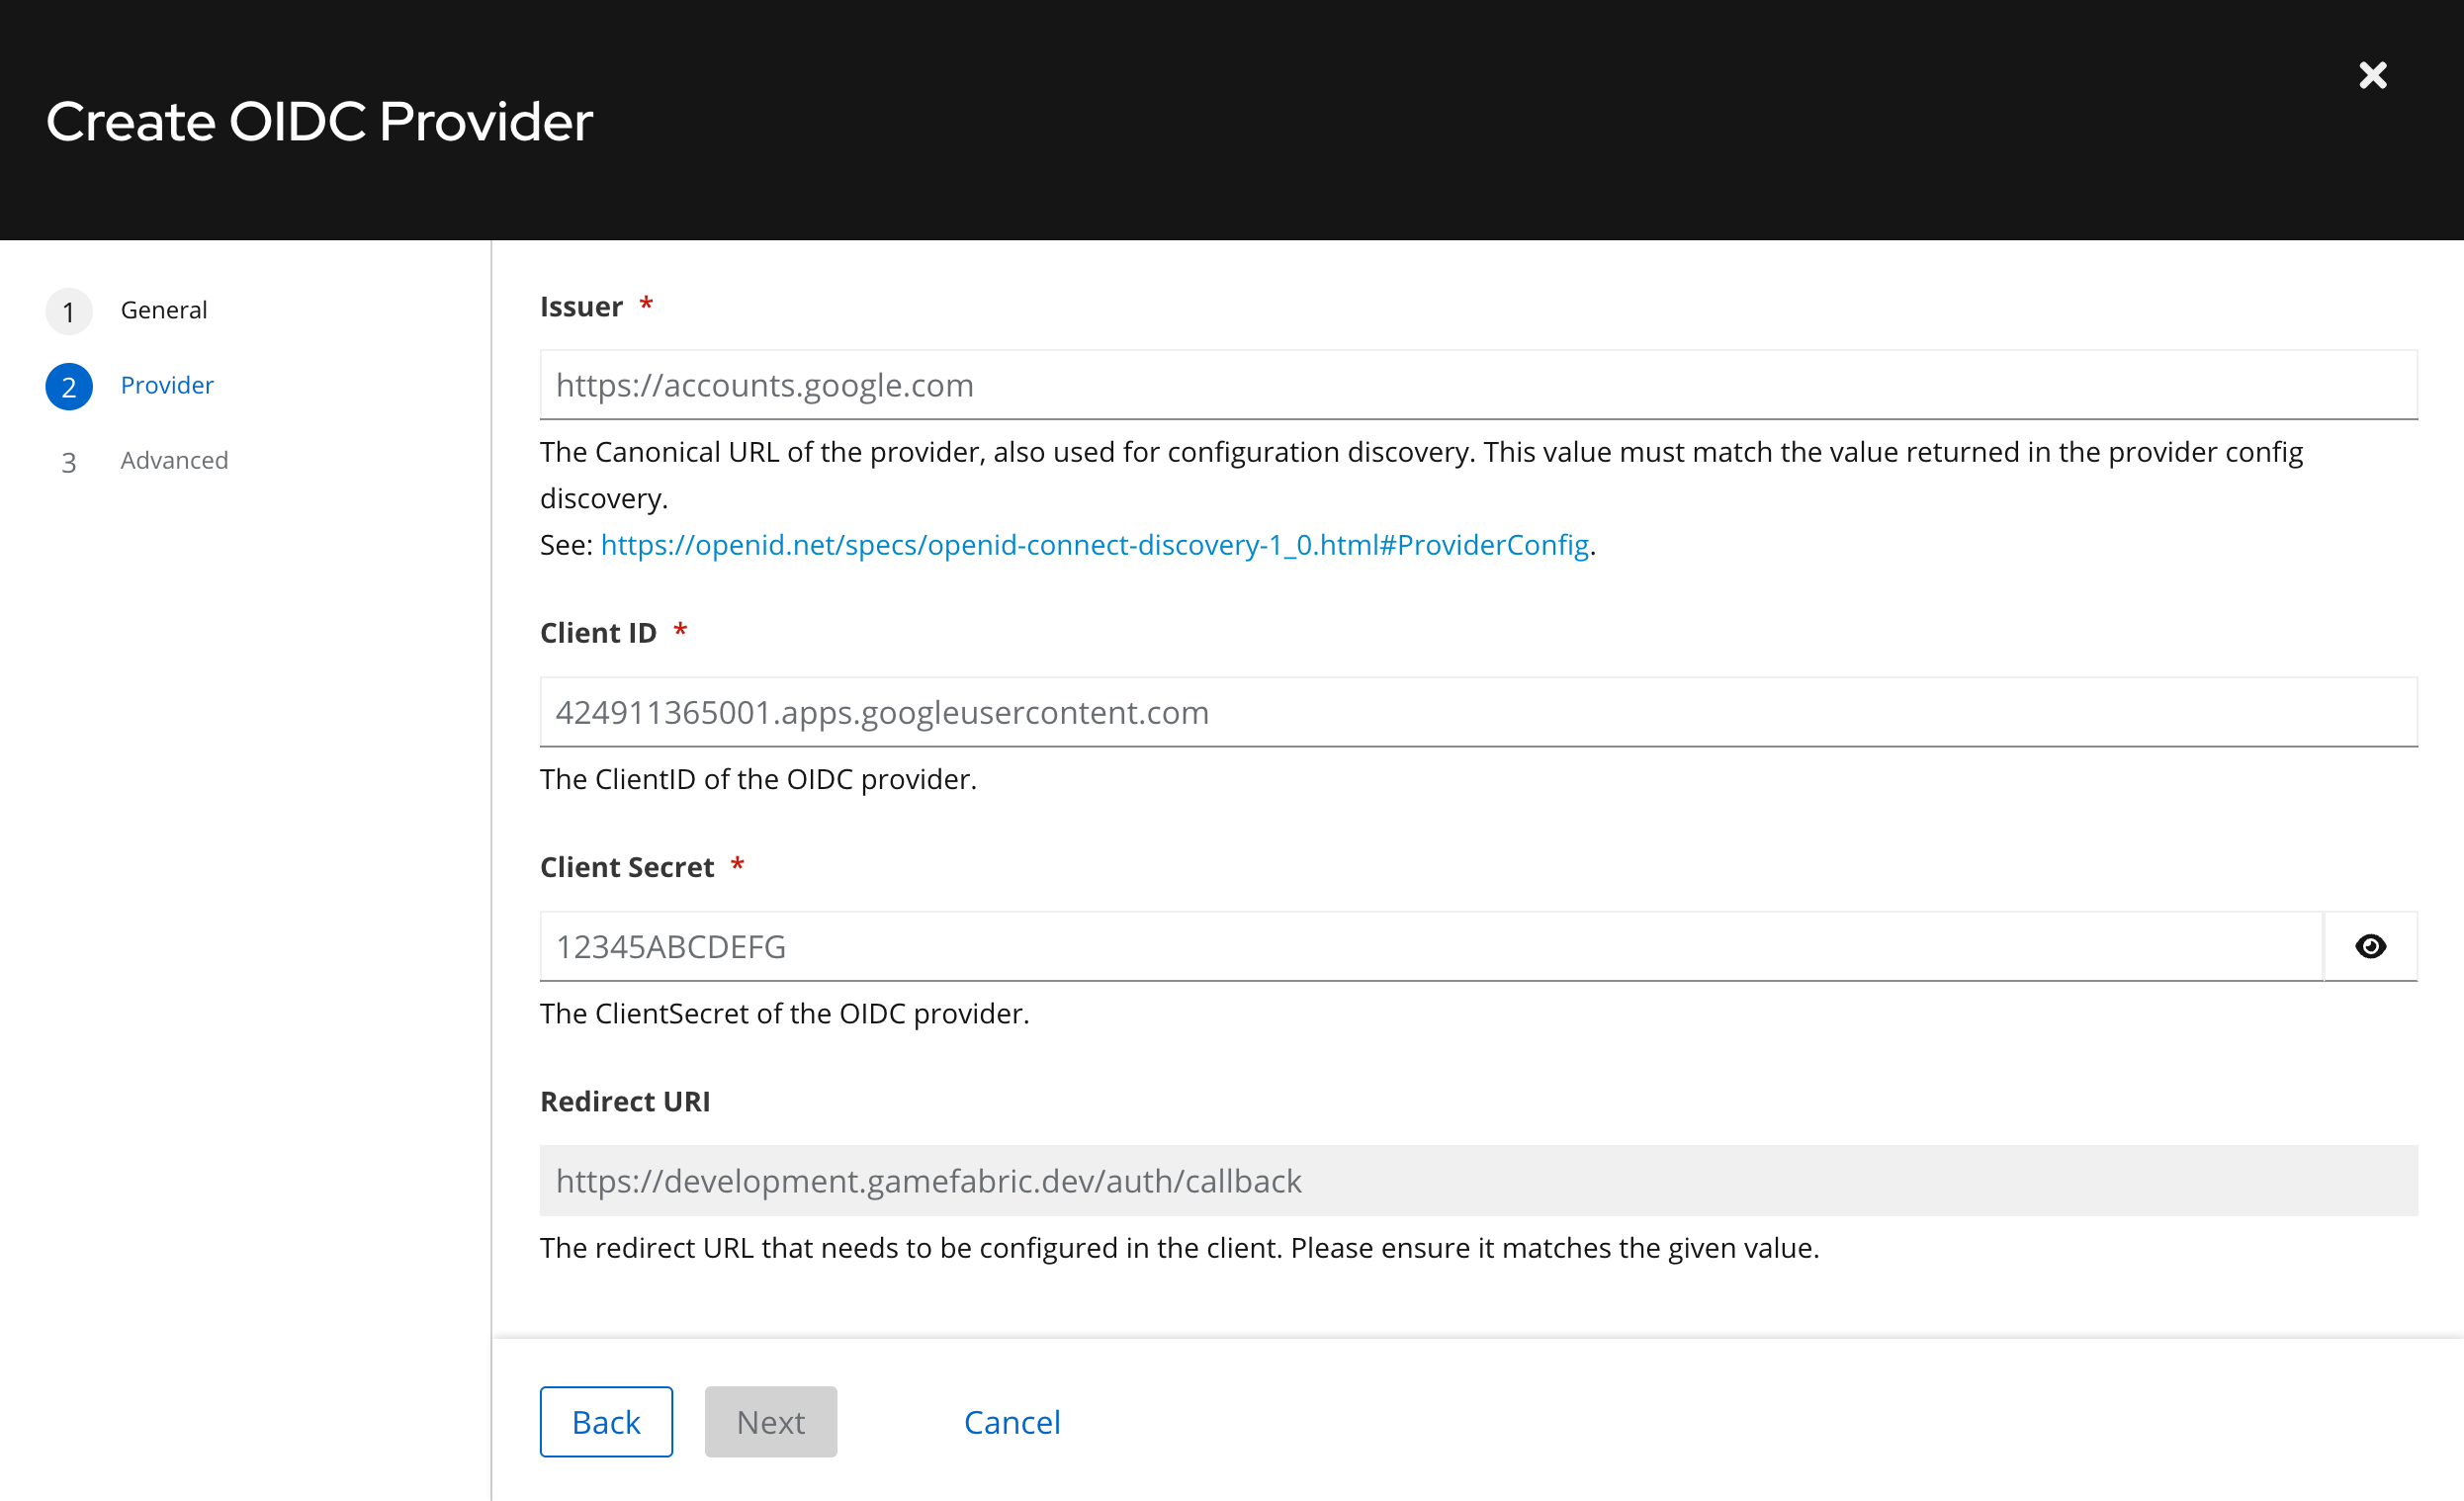 Create OIDC Provider
1 General
2 Provider
3 Advanced
Issuer *
https://accounts.google.com
The Canonical URL of the provider, also used for configuration discovery. This value must match the value returned in the provider config
discovery.
See: https://openid.net/specs/openid-connect-discovery-1_0.html#ProviderConfig.
Client ID *
424911365001.apps.googleusercontent.com
The ClientID of the OIDC provider.
Client Secret *
12345ABCDEFG
The ClientSecret of the OIDC provider.
Redirect URI
https://development.gamefabric.dev/auth/callback
The redirect URL that needs to be configured in the client. Please ensure it matches the given value.
Back Next Cancel